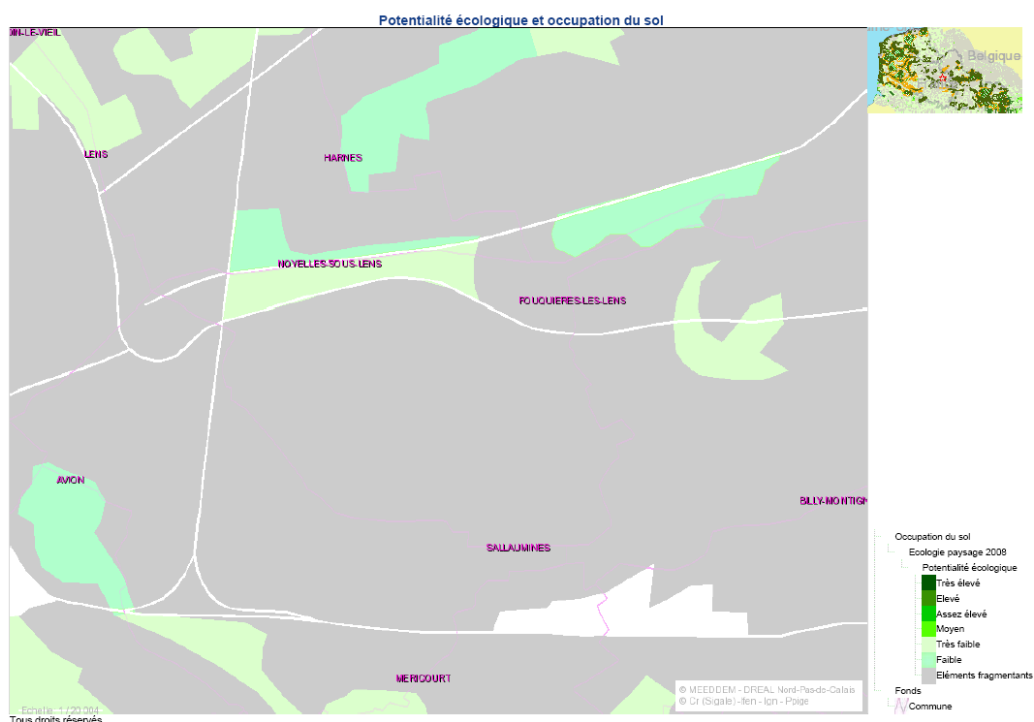 Potentialité écologique et occupation du sol
IN-LE-VIEIL
Belgique
LENS
HARNES
NOYELLES-SOUS-LENS
FOUQUIERES-LES-LENS
AVION
BILLY-MONTIGN
SALLAUMINES
MERICOURT
Occupation du sol
Ecologie paysage 2008
Potentialité écologique
Très élevé
Elevé
Assez élevé
Moyen
Très faible
Faible
Eléments fragmentants
Fonds
Commune
© MEEDDEM - DREAL Nord-Pas-de-Calais
© Cr (Sigale) - Ifen - Ign - Ppige
Echelle 1 / 20 004
Tous droits réservés